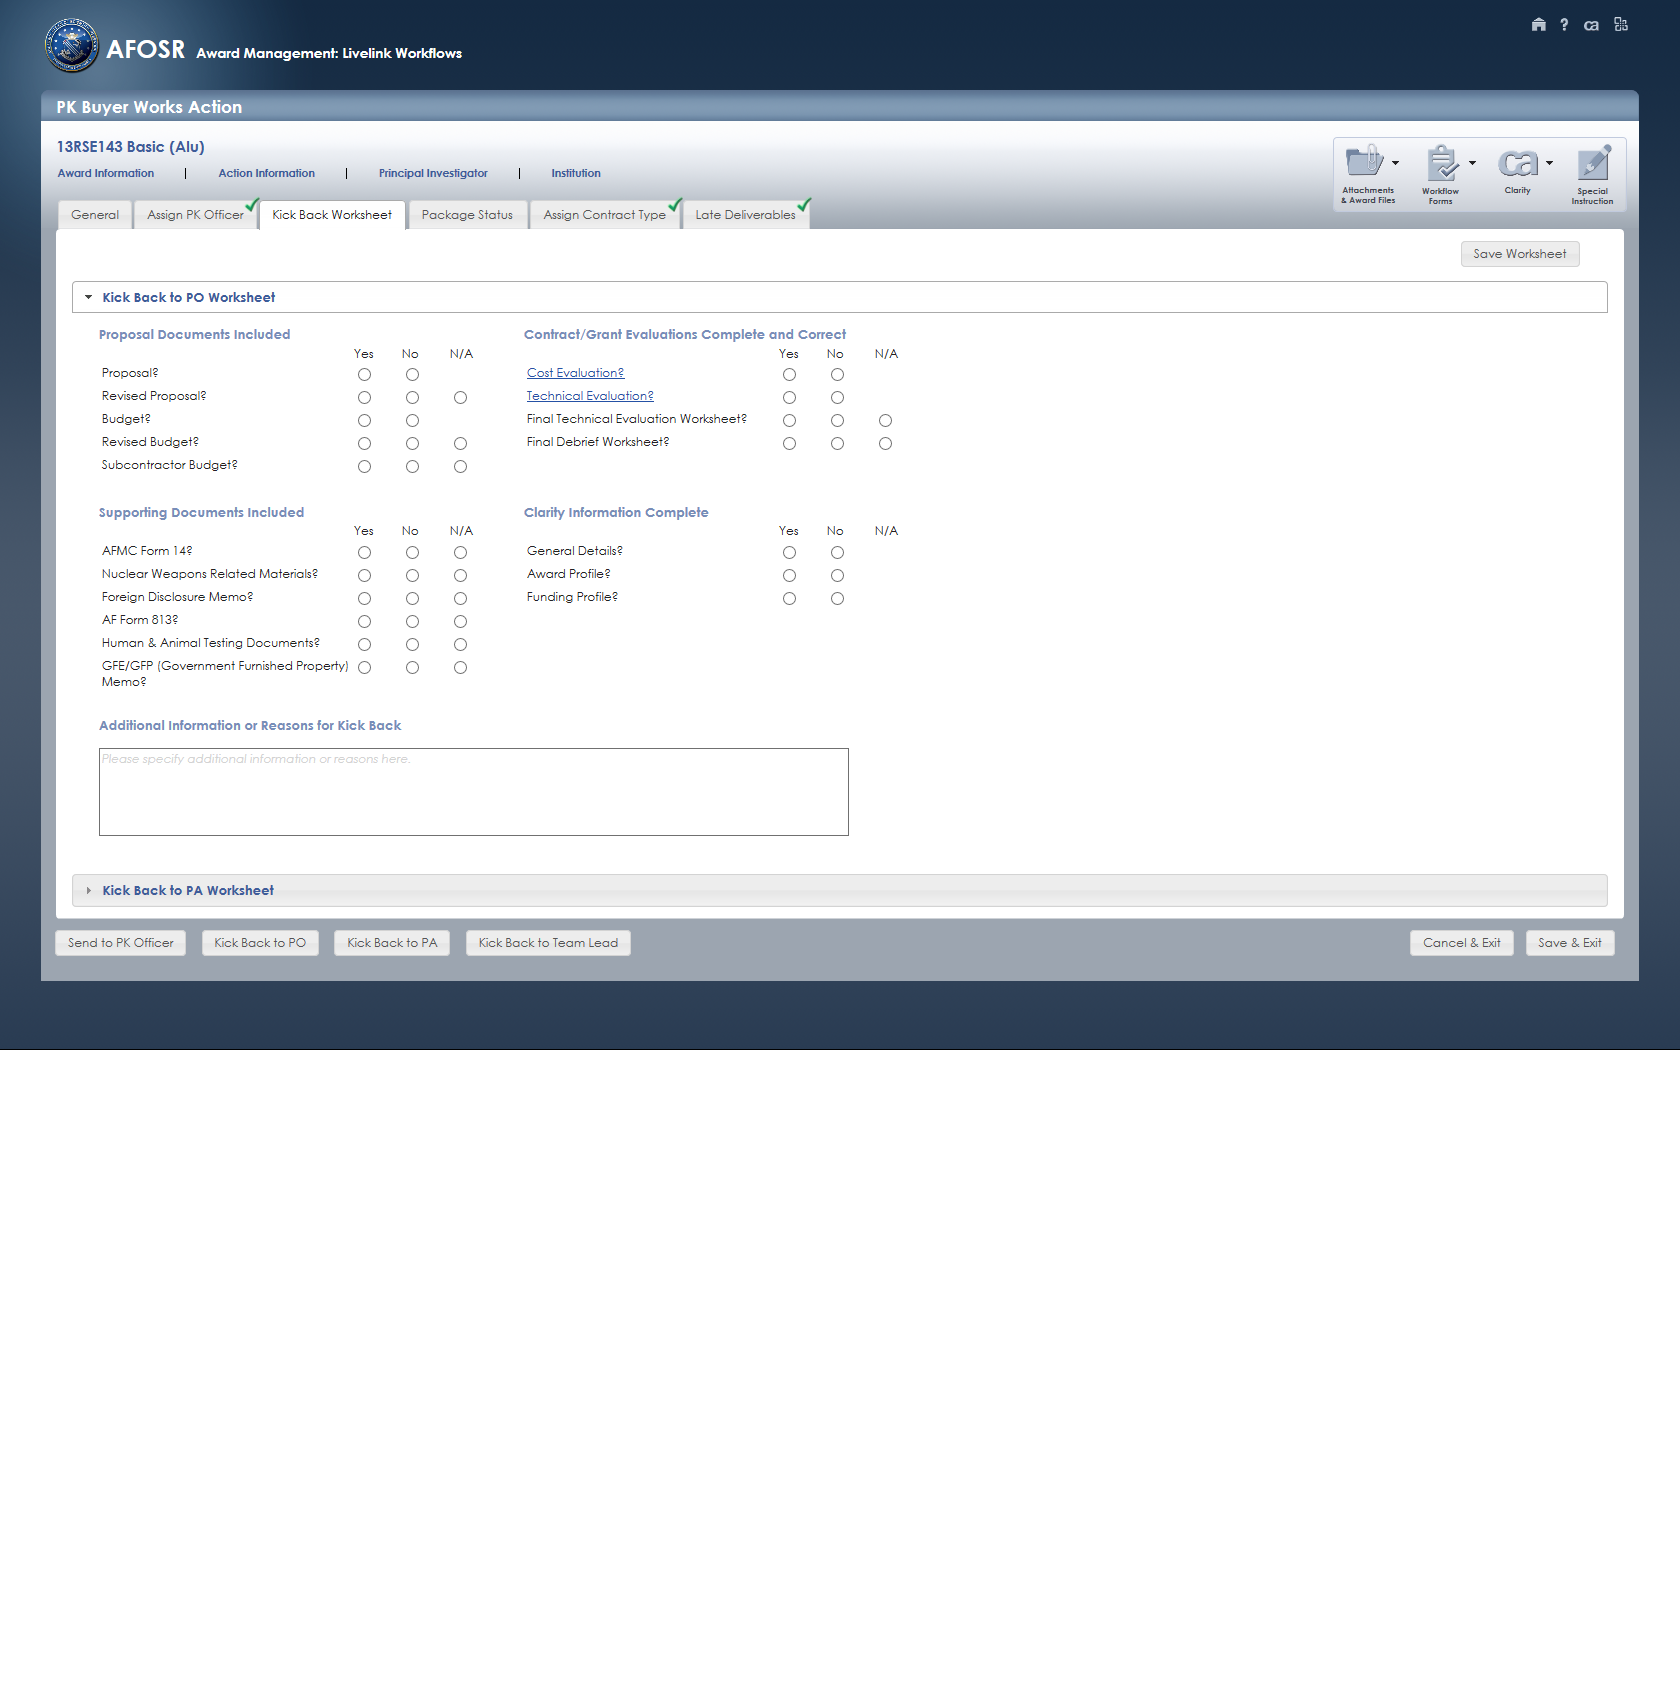 AFOSR Award Management: Livelink Workflows
? ca
PK Buyer Works Action
13RSE143 Basic (Alu)
Award Information | Action Information | Principal Investigator | Institution
Attachments & Award Files
Workflow Forms
ca
Clarity
Special Instruction
General
Assign PK Officer
Kick Back Worksheet
Package Status
Assign Contract Type
Late Deliverables
Save Worksheet
Kick Back to PO Worksheet
Proposal Documents Included
Yes No N/A
Proposal?
Revised Proposal?
Budget?
Revised Budget?
Subcontractor Budget?
Contract/Grant Evaluations Complete and Correct
Yes No N/A
Cost Evaluation?
Technical Evaluation?
Final Technical Evaluation Worksheet?
Final Debrief Worksheet?
Supporting Documents Included
Yes No N/A
AFMC Form 14?
Nuclear Weapons Related Materials?
Foreign Disclosure Memo?
AF Form 813?
Human & Animal Testing Documents?
GFE/GFP (Government Furnished Property)
Memo?
Clarity Information Complete
Yes No N/A
General Details?
Award Profile?
Funding Profile?
Additional Information or Reasons for Kick Back
Please specify additional information or reasons here.
Kick Back to PA Worksheet
Send to PK Officer
Kick Back to PO
Kick Back to PA
Kick Back to Team Lead
Cancel & Exit
Save & Exit